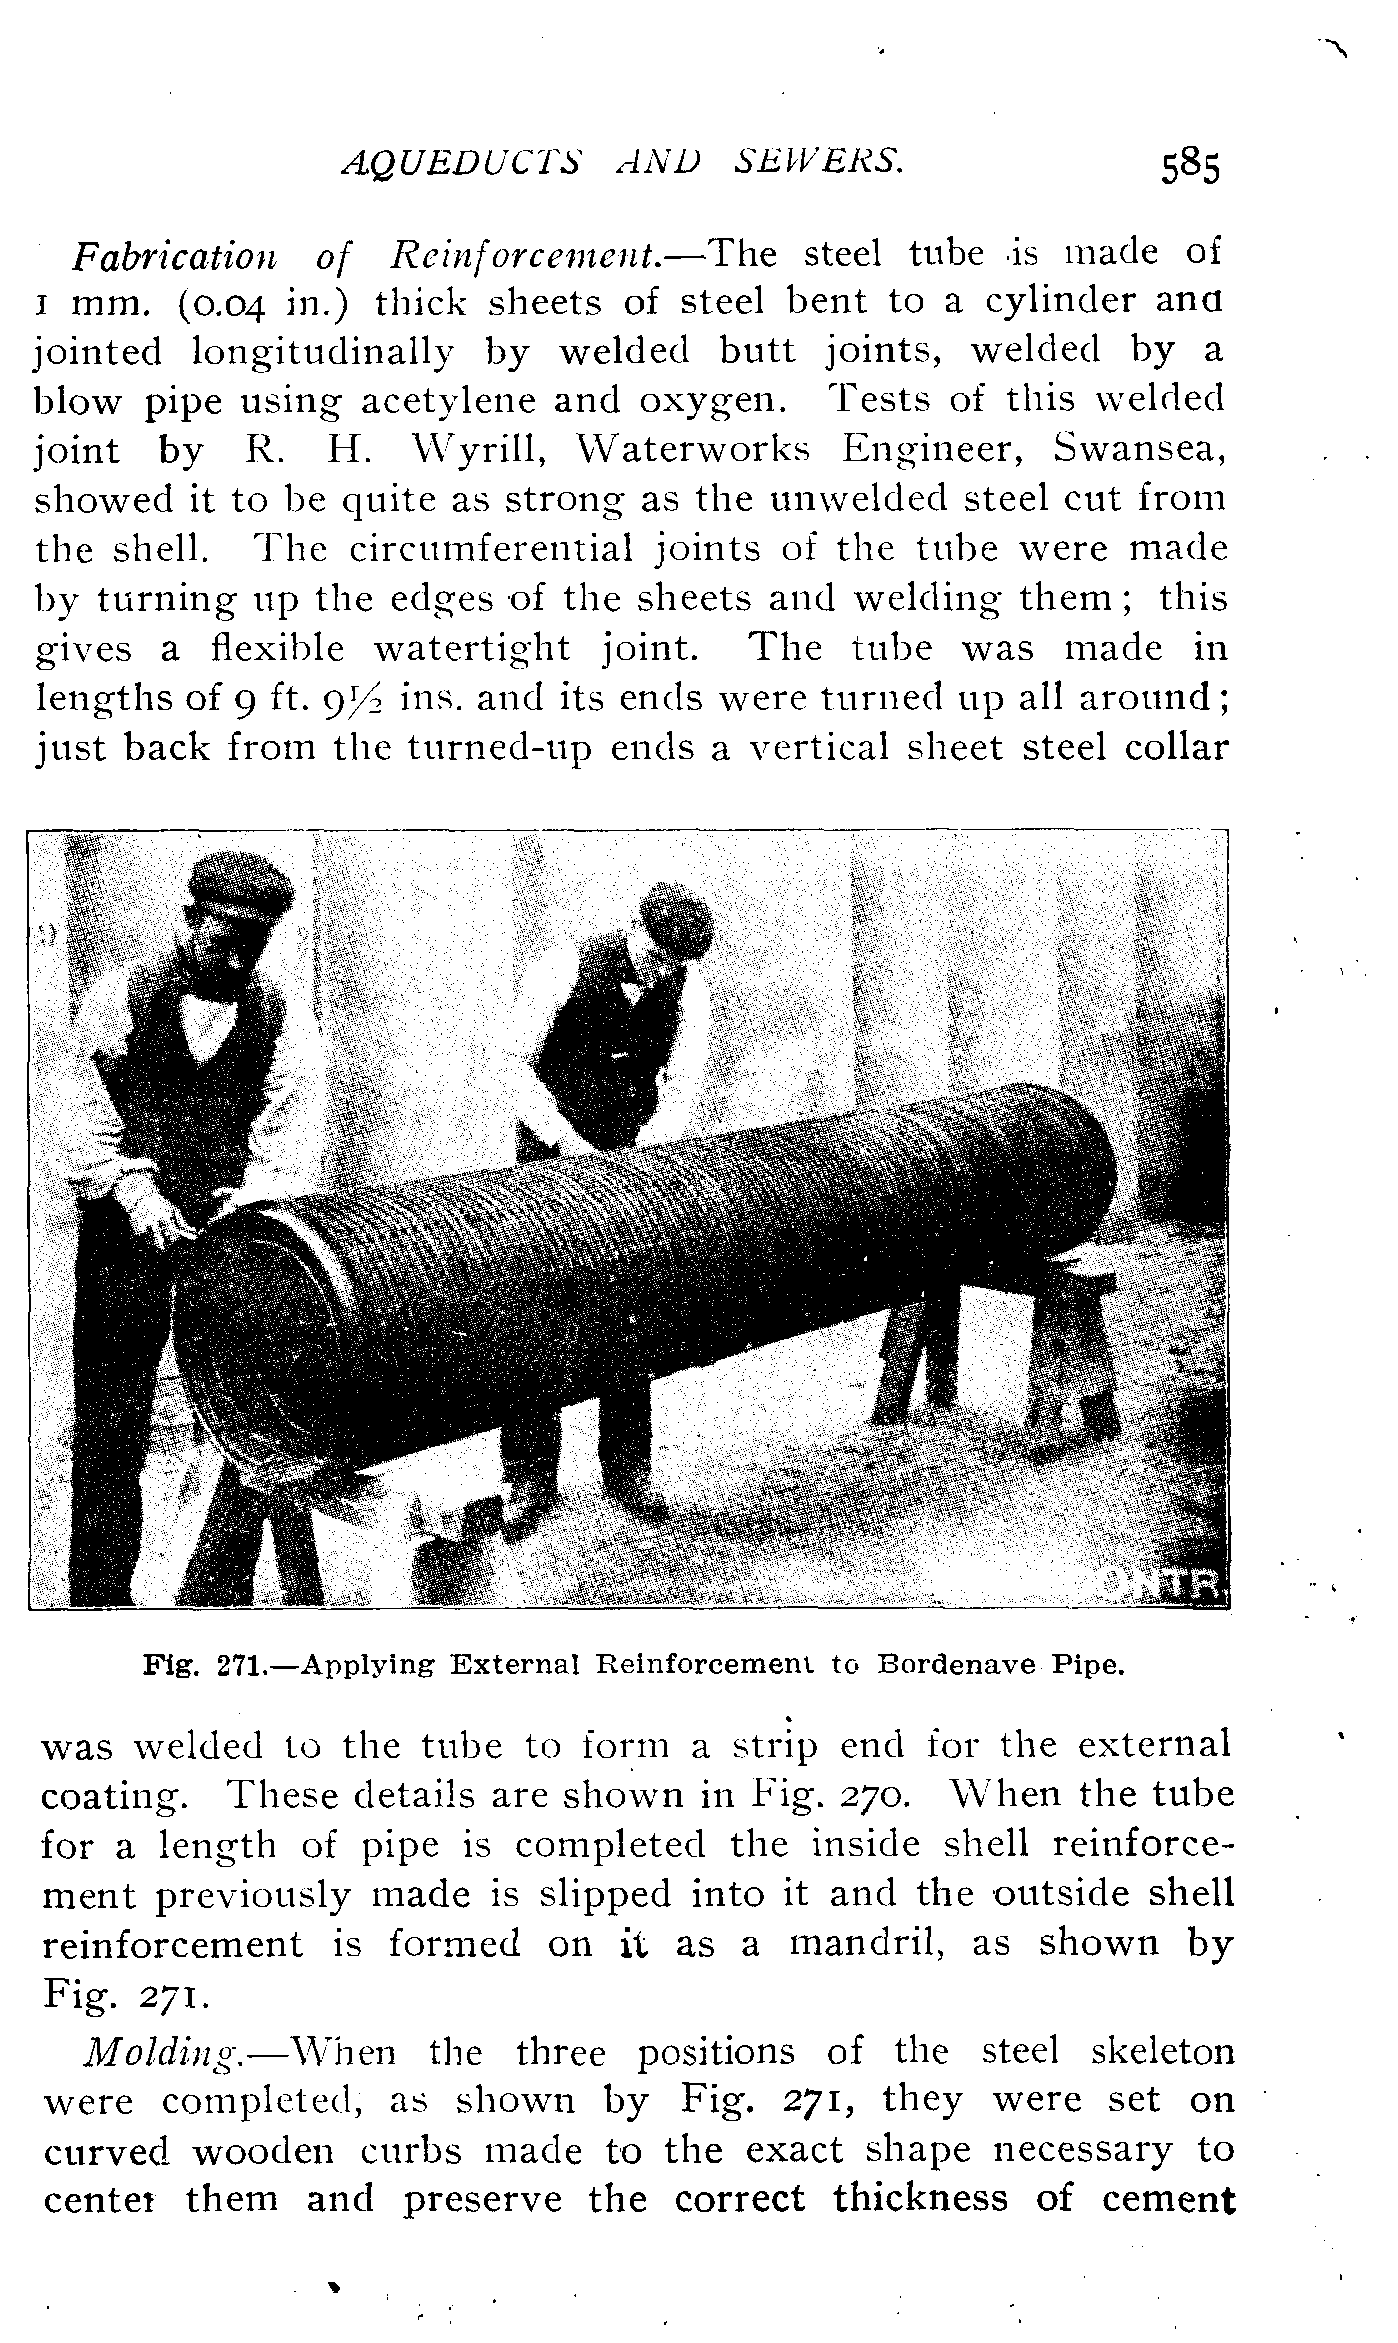 AQUEDUCTS AND SEWERS. 585
Fabrication of Reinforcement.—The steel tube is made of
1 mm. (0.04 in.) thick sheets of steel bent to a cylinder and
jointed longitudinally by welded butt joints, welded by a
blow pipe using acetylene and oxygen. Tests of this welded
joint by R. H. Wyrill, Waterworks Engineer, Swansea,
showed it to be quite as strong as the unwelded steel cut from
the shell. The circumferential joints of the tube were made
by turning up the edges of the sheets and welding them; this
gives a flexible watertight joint. The tube was made in
lengths of 9 ft. 9½ ins. and its ends were turned up all around;
just back from the turned-up ends a vertical sheet steel collar
ONTR.
Fig. 271.—Applying External Reinforcement to Bordenave Pipe.
was welded to the tube to form a strip end for the external
coating. These details are shown in Fig. 270. When the tube
for a length of pipe is completed the inside shell reinforce-
ment previously made is slipped into it and the outside shell
reinforcement is formed on it as a mandril, as shown by
Fig. 271.
Molding.—When the three positions of the steel skeleton
were completed, as shown by Fig. 271, they were set on
curved wooden curbs made to the exact shape necessary to
center them and preserve the correct thickness of cement